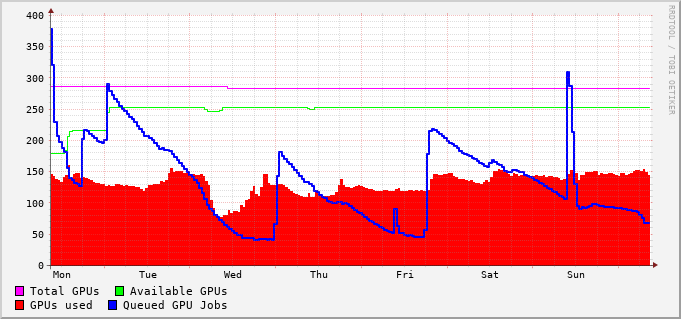 400
350
300
250
200
150
100
50
0
Mon Tue Wed Thu Fri Sat Sun
Total GPUs Available GPUs
GPUs used Queued GPU Jobs
RRDTOOL / TOBI OETIKER